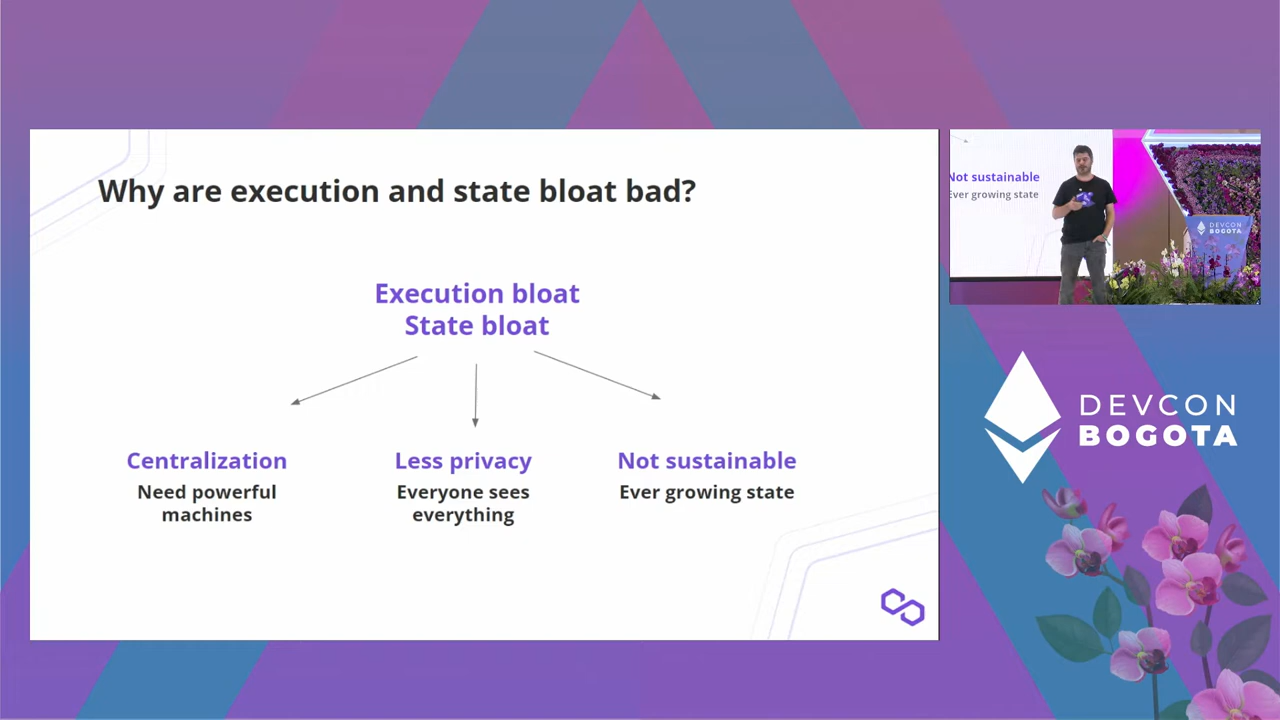 Why are execution and state bloat bad?
Execution bloat
State bloat
Centralization
Need powerful
machines
Less privacy
Everyone sees
everything
Not sustainable
Ever growing state
Not sustainable
Ever growing state
DEVCON
BOGOTA
DEVCON
BOGOTA